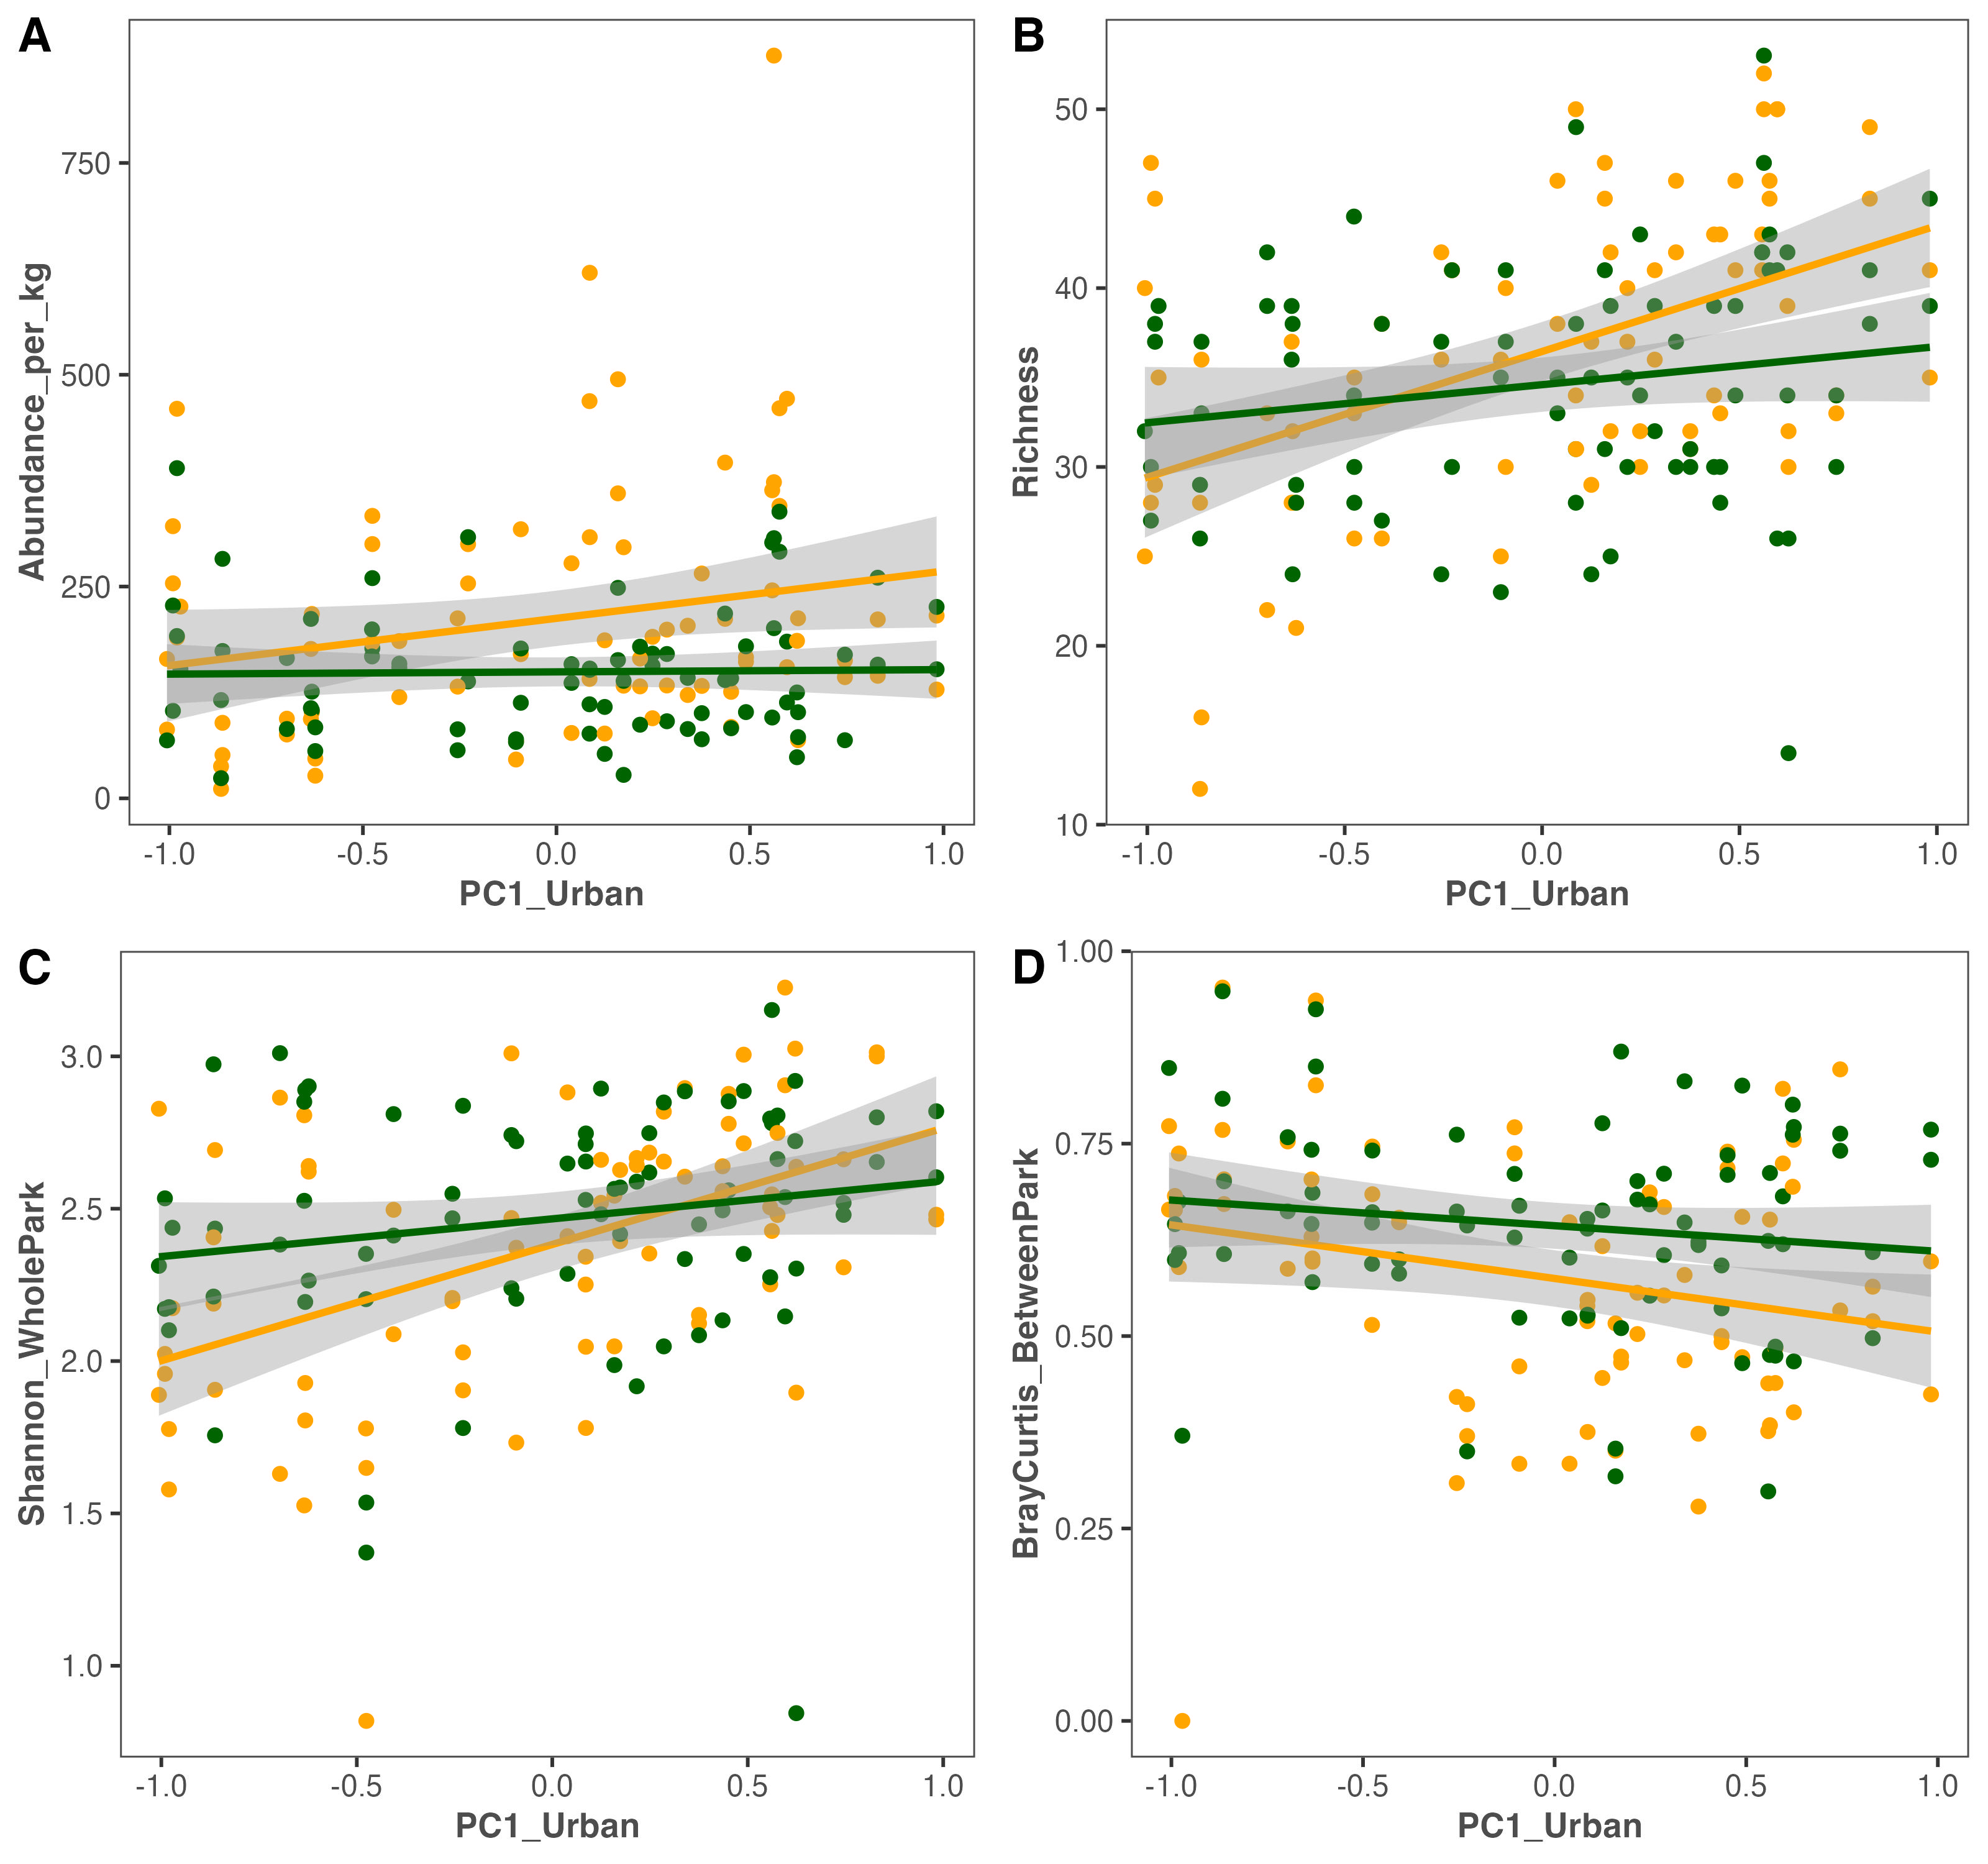 A
Abundance_per_kg
750
500
250
0
-1.0 -0.5 0.0 0.5 1.0
PC1_Urban
B
Richness
50
40
30
20
10
-1.0 -0.5 0.0 0.5 1.0
PC1_Urban
C
Shannon_WholePark
3.0
2.5
2.0
1.5
1.0
-1.0 -0.5 0.0 0.5 1.0
PC1_Urban
D
BrayCurtis_BetweenPark
1.00
0.75
0.50
0.25
0.00
-1.0 -0.5 0.0 0.5 1.0
PC1_Urban